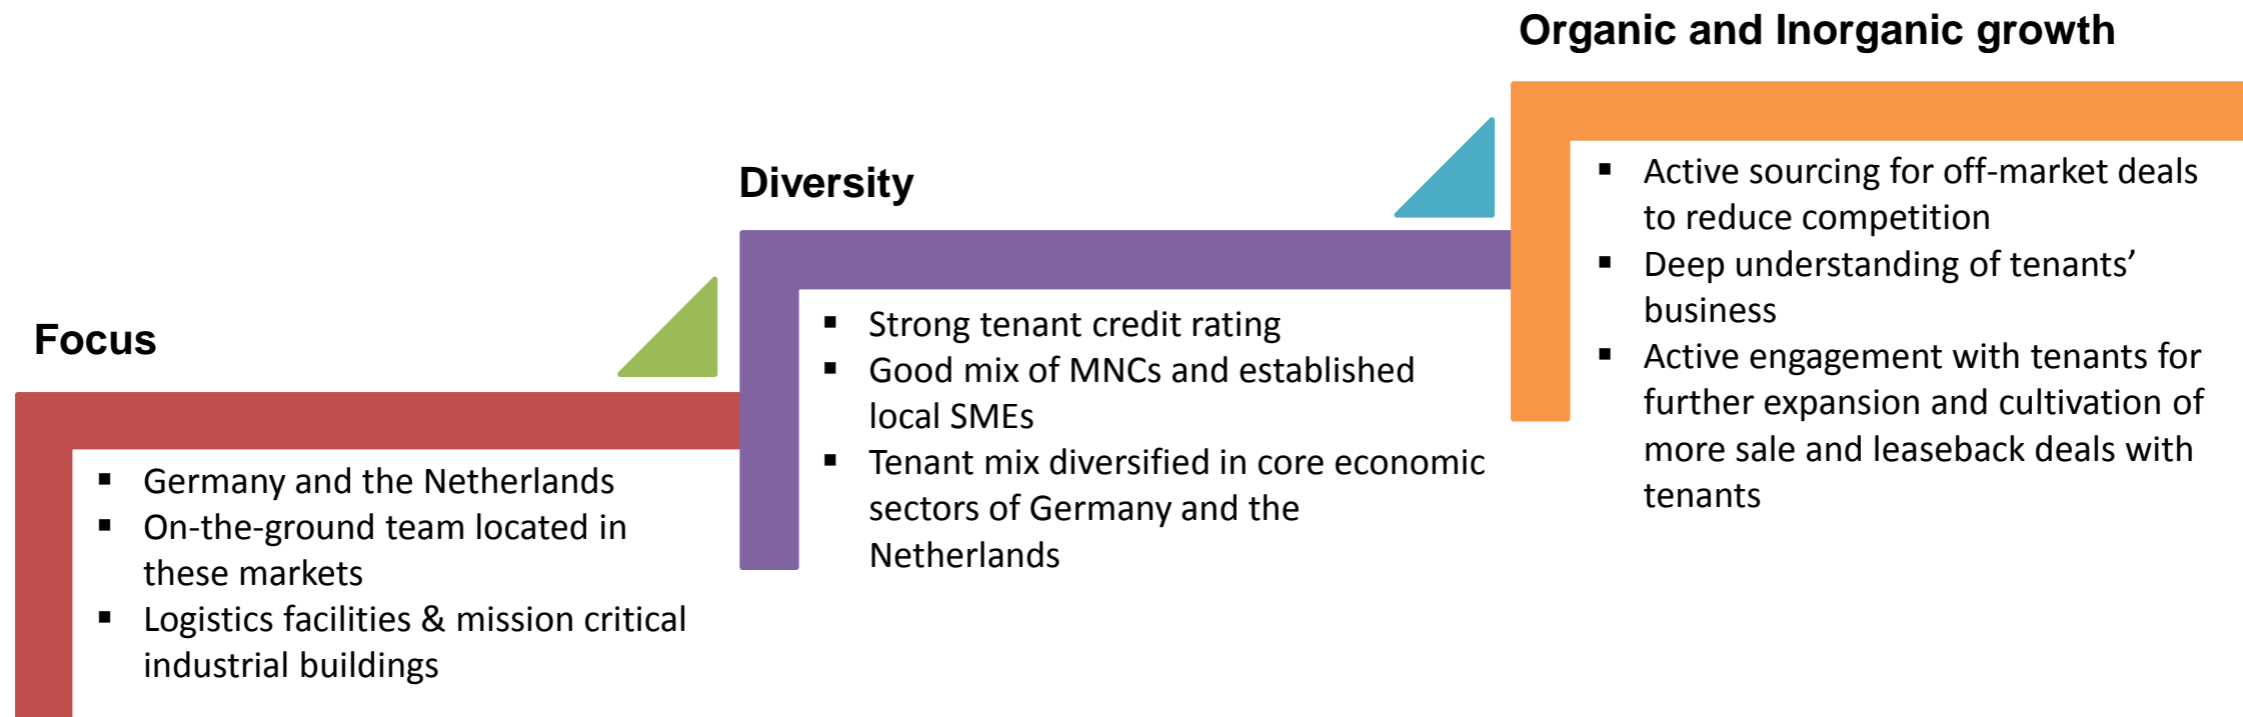 Focus
▪ Germany and the Netherlands
▪ On-the-ground team located in
these markets
▪ Logistics facilities & mission critical
industrial buildings
Diversity
▪ Strong tenant credit rating
▪ Good mix of MNCs and established
local SMEs
▪ Tenant mix diversified in core economic
sectors of Germany and the
Netherlands
Organic and Inorganic growth
▪ Active sourcing for off-market deals
to reduce competition
▪ Deep understanding of tenants’
business
▪ Active engagement with tenants for
further expansion and cultivation of
more sale and leaseback deals with
tenants